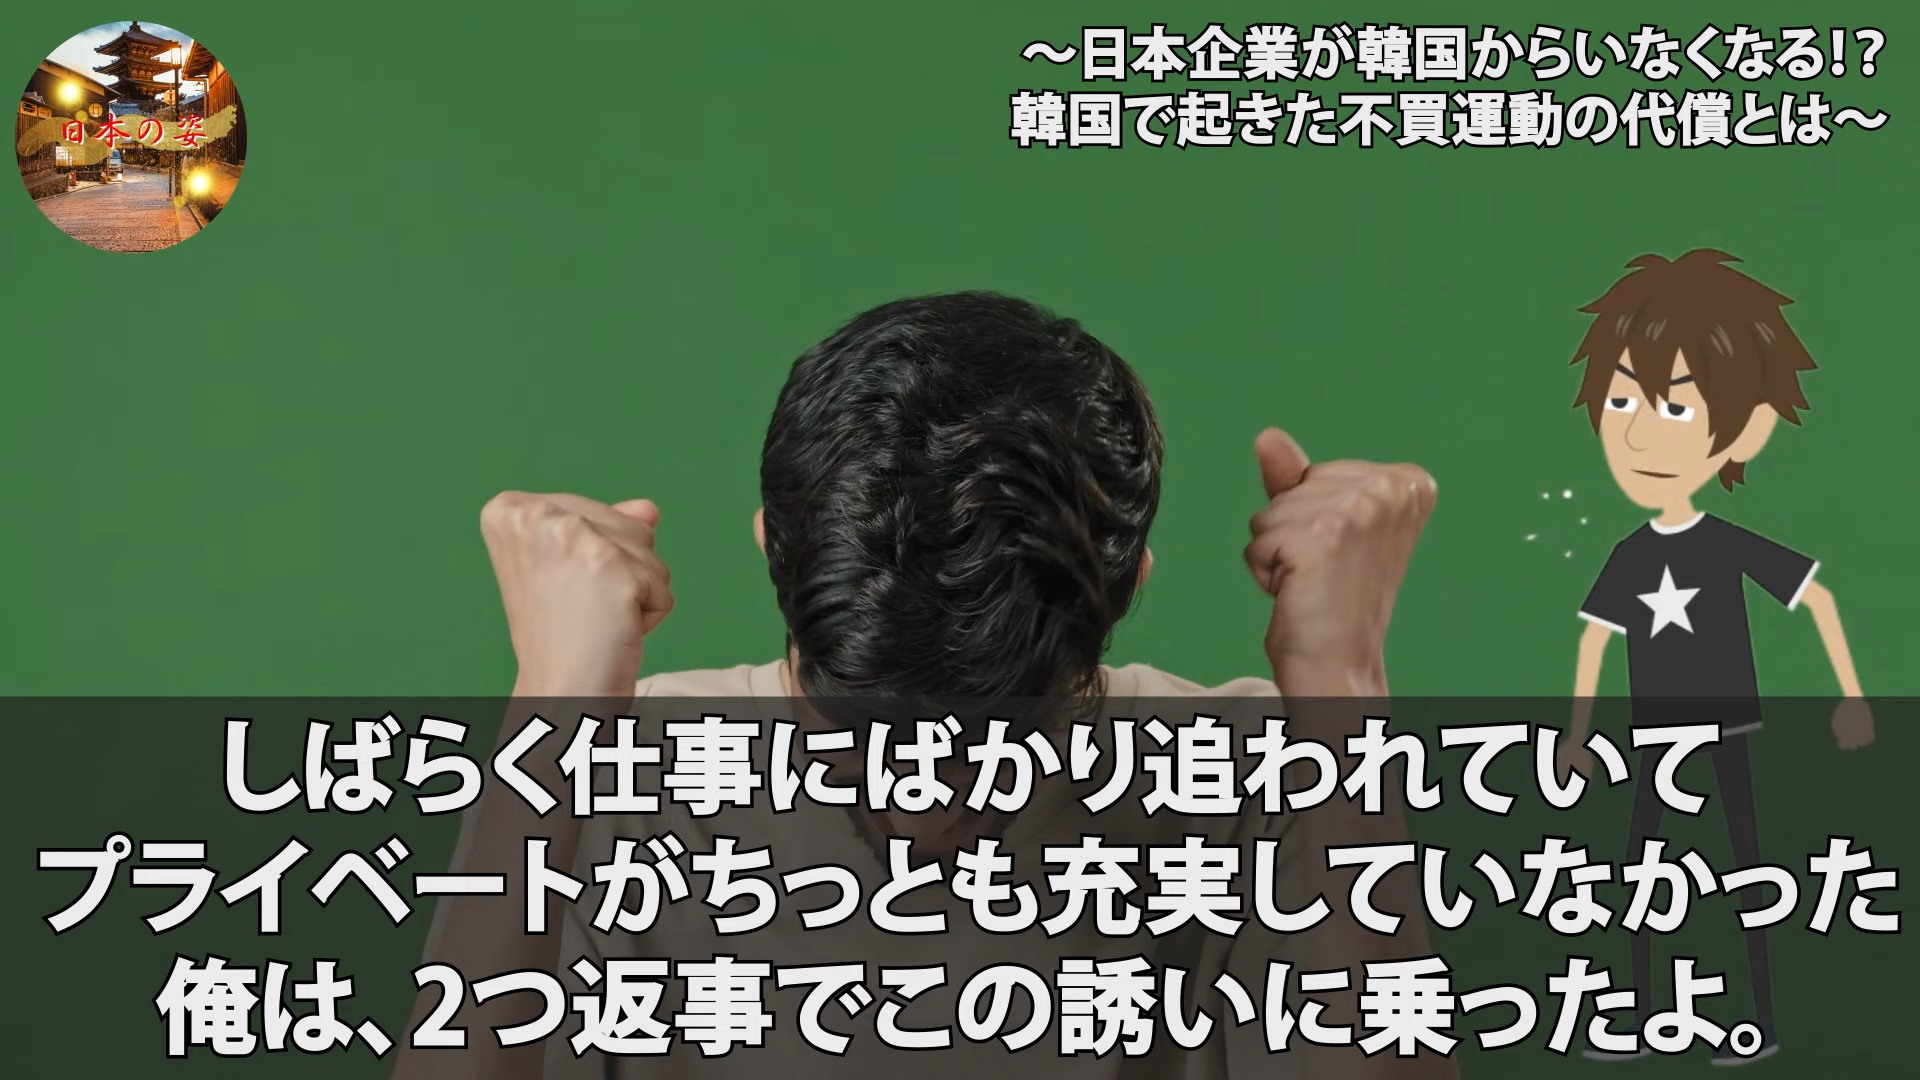 日本の姿
～日本企業が韓国からいなくなる!?
韓国で起きた不買運動の代償とは～
しばらく仕事にばかり追われていて
プライベートがちっとも充実していなかった
俺は、2つ返事でこの誘いに乗ったよ。